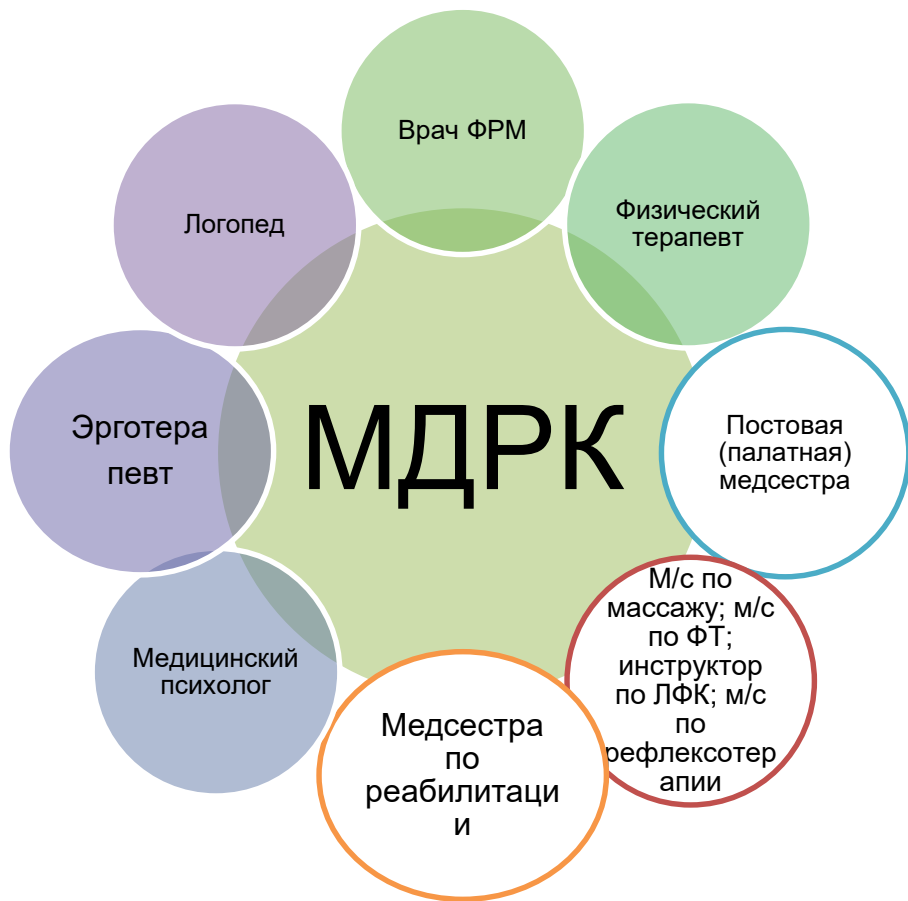 Врач ФРМ
Физический
терапевт
Постовая
(палатная)
медсестра
М/с по
массажу; м/с
по ФТ;
инструктор
по ЛФК; м/с
по
рефлексотер
апии
Медсестра
по
реабилитаци
и
Медицинский
психолог
Эрготера
певт
Логопед
МДРК